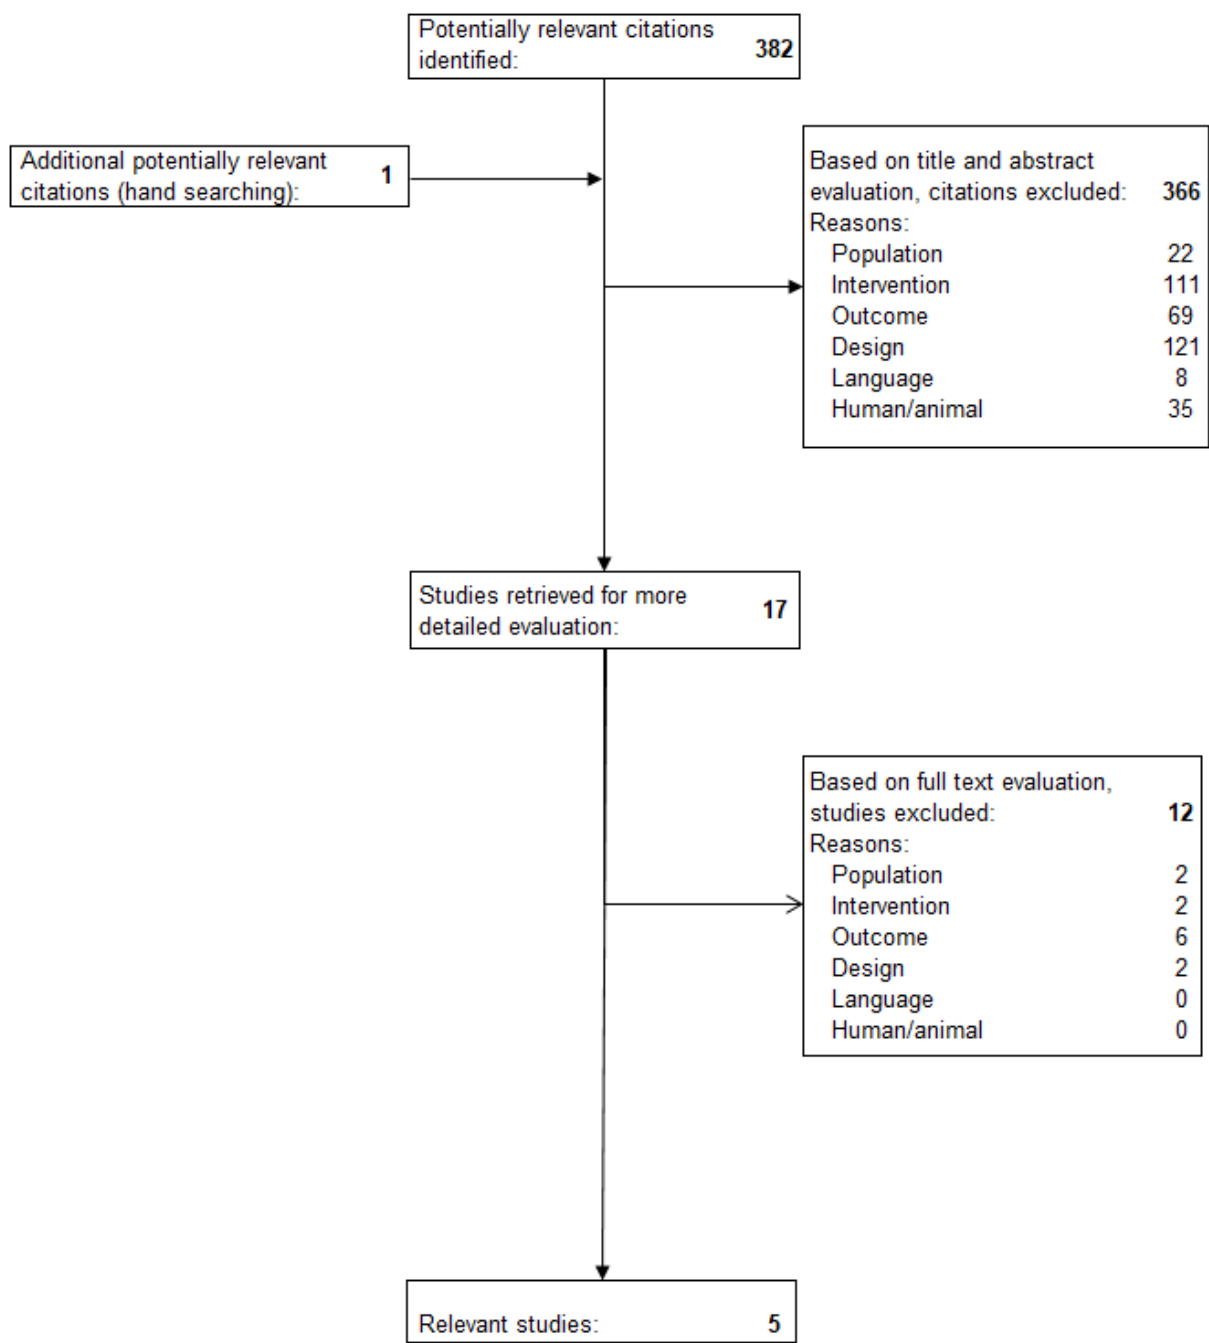 Potentially relevant citations
identified: 382
Additional potentially relevant
citations (hand searching): 1
Based on title and abstract
evaluation, citations excluded: 366
Reasons:
Population 22
Intervention 111
Outcome 69
Design 121
Language 8
Human/animal 35
Studies retrieved for more
detailed evaluation: 17
Based on full text evaluation,
studies excluded: 12
Reasons:
Population 2
Intervention 2
Outcome 6
Design 2
Language 0
Human/animal 0
Relevant studies: 5